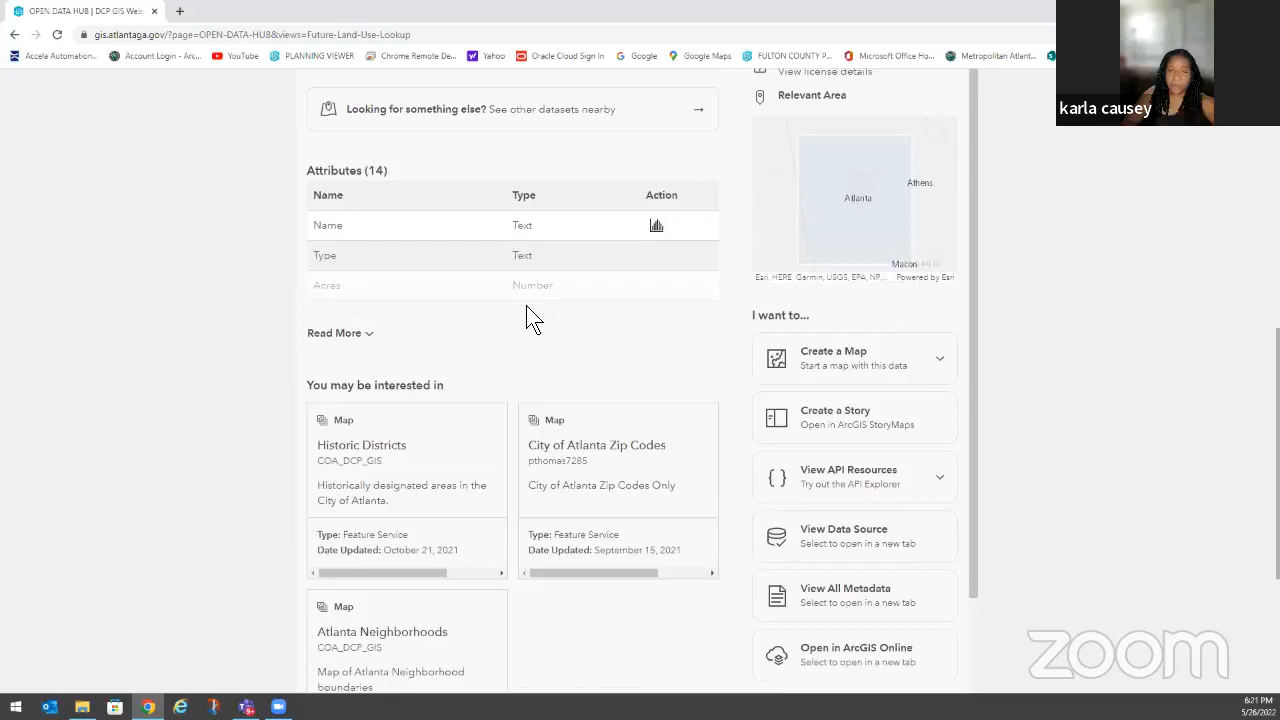 OPEN DATA HUB | DCP GIS Web
gis.atlantaga.gov/?page=OPEN-DATA-HUB&views=Future-Land-Use-Lookup
Accela Automation... Account Login - Arc... YouTube PLANNING VIEWER Chrome Remote De... Yahoo Oracle Cloud Sign In Google Google Maps FULTON COUNTY P... Microsoft Office Ho... Metropolitan Atlant...
karla causey
View license details
Looking for something else? See other datasets nearby →
Relevant Area
Athens
Atlanta
Macon
Esri, HERE, Garmin, USGS, EPA, NP,... Powered by Esri
Attributes (14)
Name Type Action
Name Text
Type Text
Acres Number
Read More
You may be interested in
Map
Historic Districts
COA_DCP_GIS
Historically designated areas in the
City of Atlanta.
Type: Feature Service
Date Updated: October 21, 2021
Map
City of Atlanta Zip Codes
pthomas7285
City of Atlanta Zip Codes Only
Type: Feature Service
Date Updated: September 15, 2021
Map
Atlanta Neighborhoods
COA_DCP_GIS
Map of Atlanta Neighborhood
boundaries
I want to...
Create a Map
Start a map with this data
Create a Story
Open in ArcGIS StoryMaps
View API Resources
Try out the API Explorer
View Data Source
Select to open in a new tab
View All Metadata
Select to open in a new tab
Open in ArcGIS Online
Select to open in a new tab
zoom
6:21 PM
5/26/2022